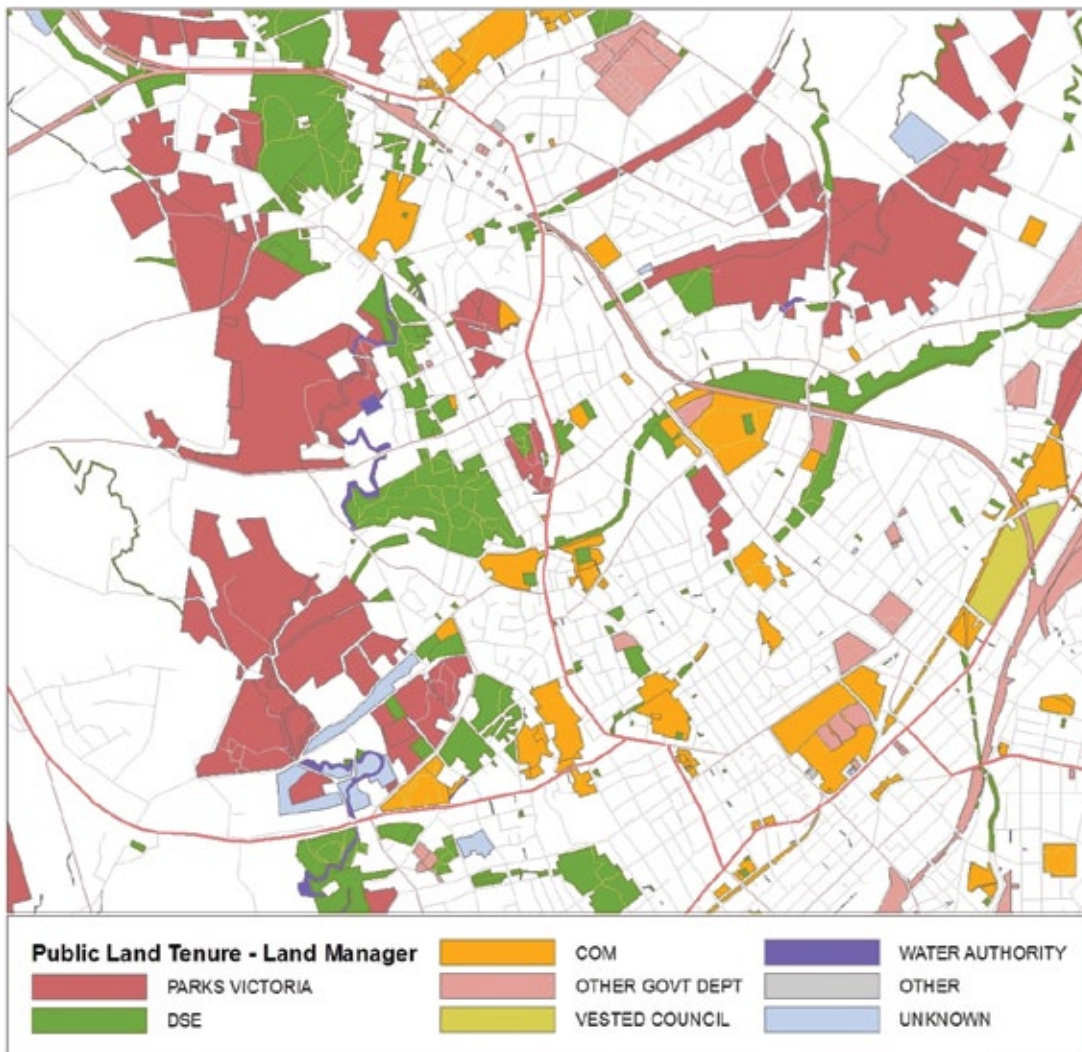 Public Land Tenure - Land Manager
PARKS VICTORIA
DSE
COM
OTHER GOVT DEPT
VESTED COUNCIL
WATER AUTHORITY
OTHER
UNKNOWN